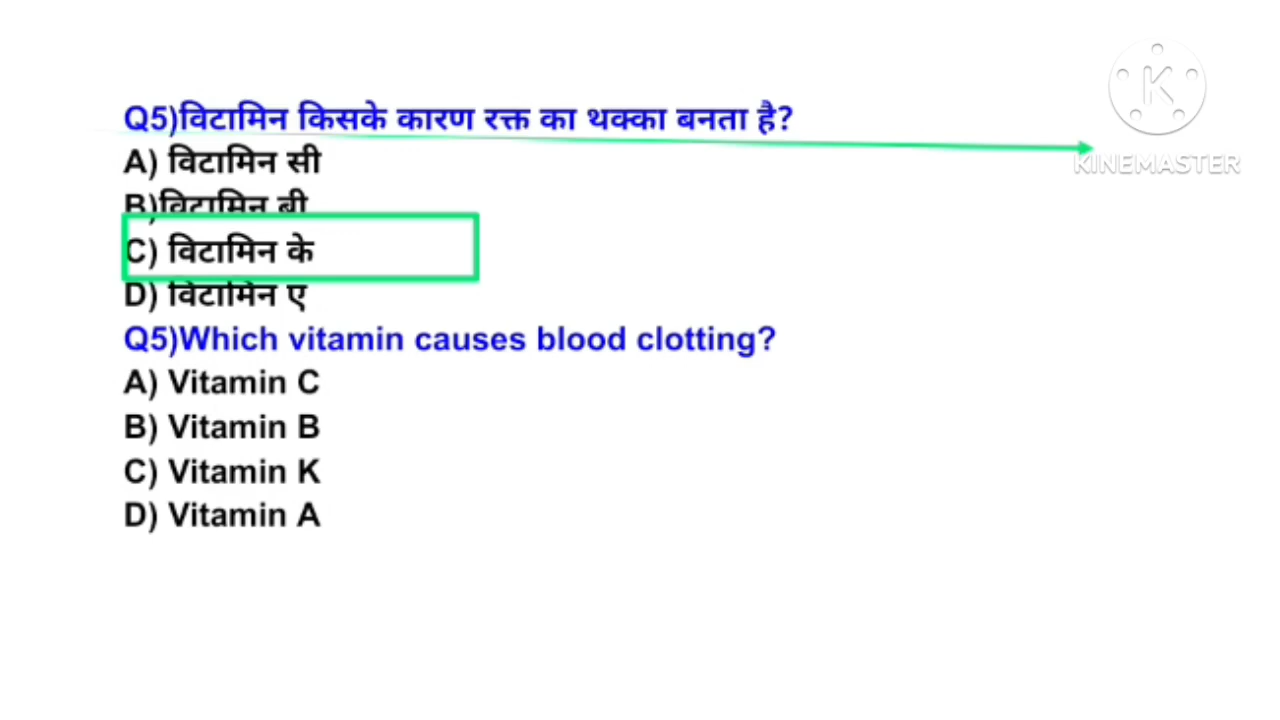 Q5)विटामिन किसके कारण रक्त का थक्का बनता है?
A) विटामिन सी
B)विटामिन बी
C) विटामिन के
D) विटामिन ए
Q5)Which vitamin causes blood clotting?
A) Vitamin C
B) Vitamin B
C) Vitamin K
D) Vitamin A
K
KINEMASTER